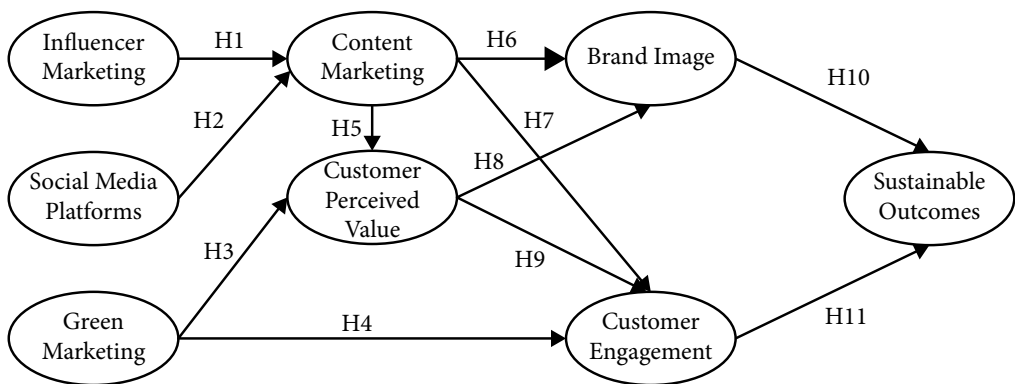 Influencer
Marketing
H1
Content
Marketing
H6
Brand Image
H10
H2
H5
H7
Social Media
Platforms
Customer
Perceived
Value
H8
Sustainable
Outcomes
H3
H9
Green
Marketing
H4
Customer
Engagement
H11